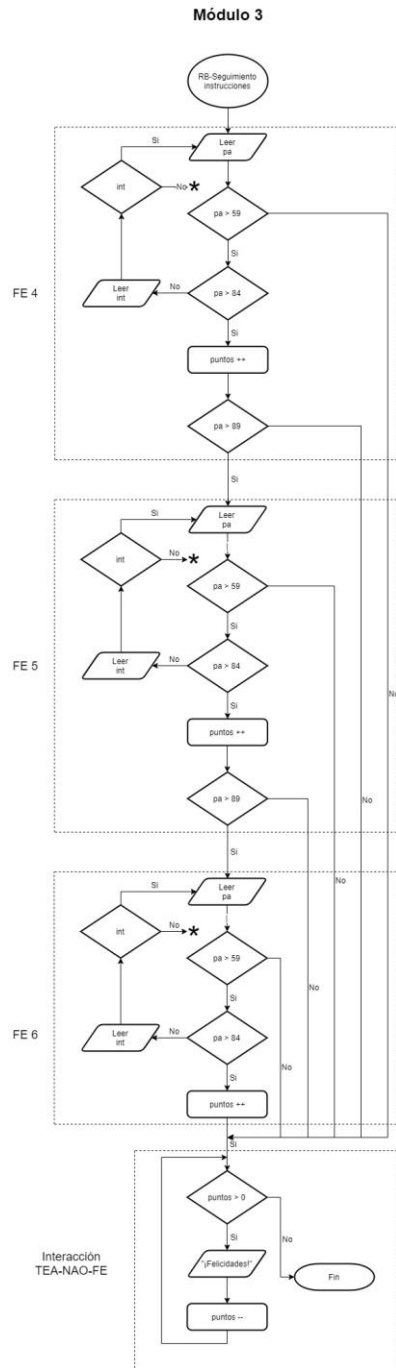 Módulo 3
RB-Seguimiento
instrucciones
Leer
pa
Si
int
No
*
pa > 59
Si
FE 4
Leer
int
No
pa > 84
Si
puntos ++
pa > 89
Si
Leer
pa
Si
int
No
*
pa > 59
Si
FE 5
Leer
int
No
pa > 84
Si
No
puntos ++
pa > 89
No
No
Si
Leer
pa
Si
int
No
*
pa > 59
Si
No
FE 6
Leer
int
No
pa > 84
Si
No
puntos ++
Si
puntos > 0
No
Si
Interacción
TEA-NAO-FE
"¡Felicidades!"
Fin
puntos --